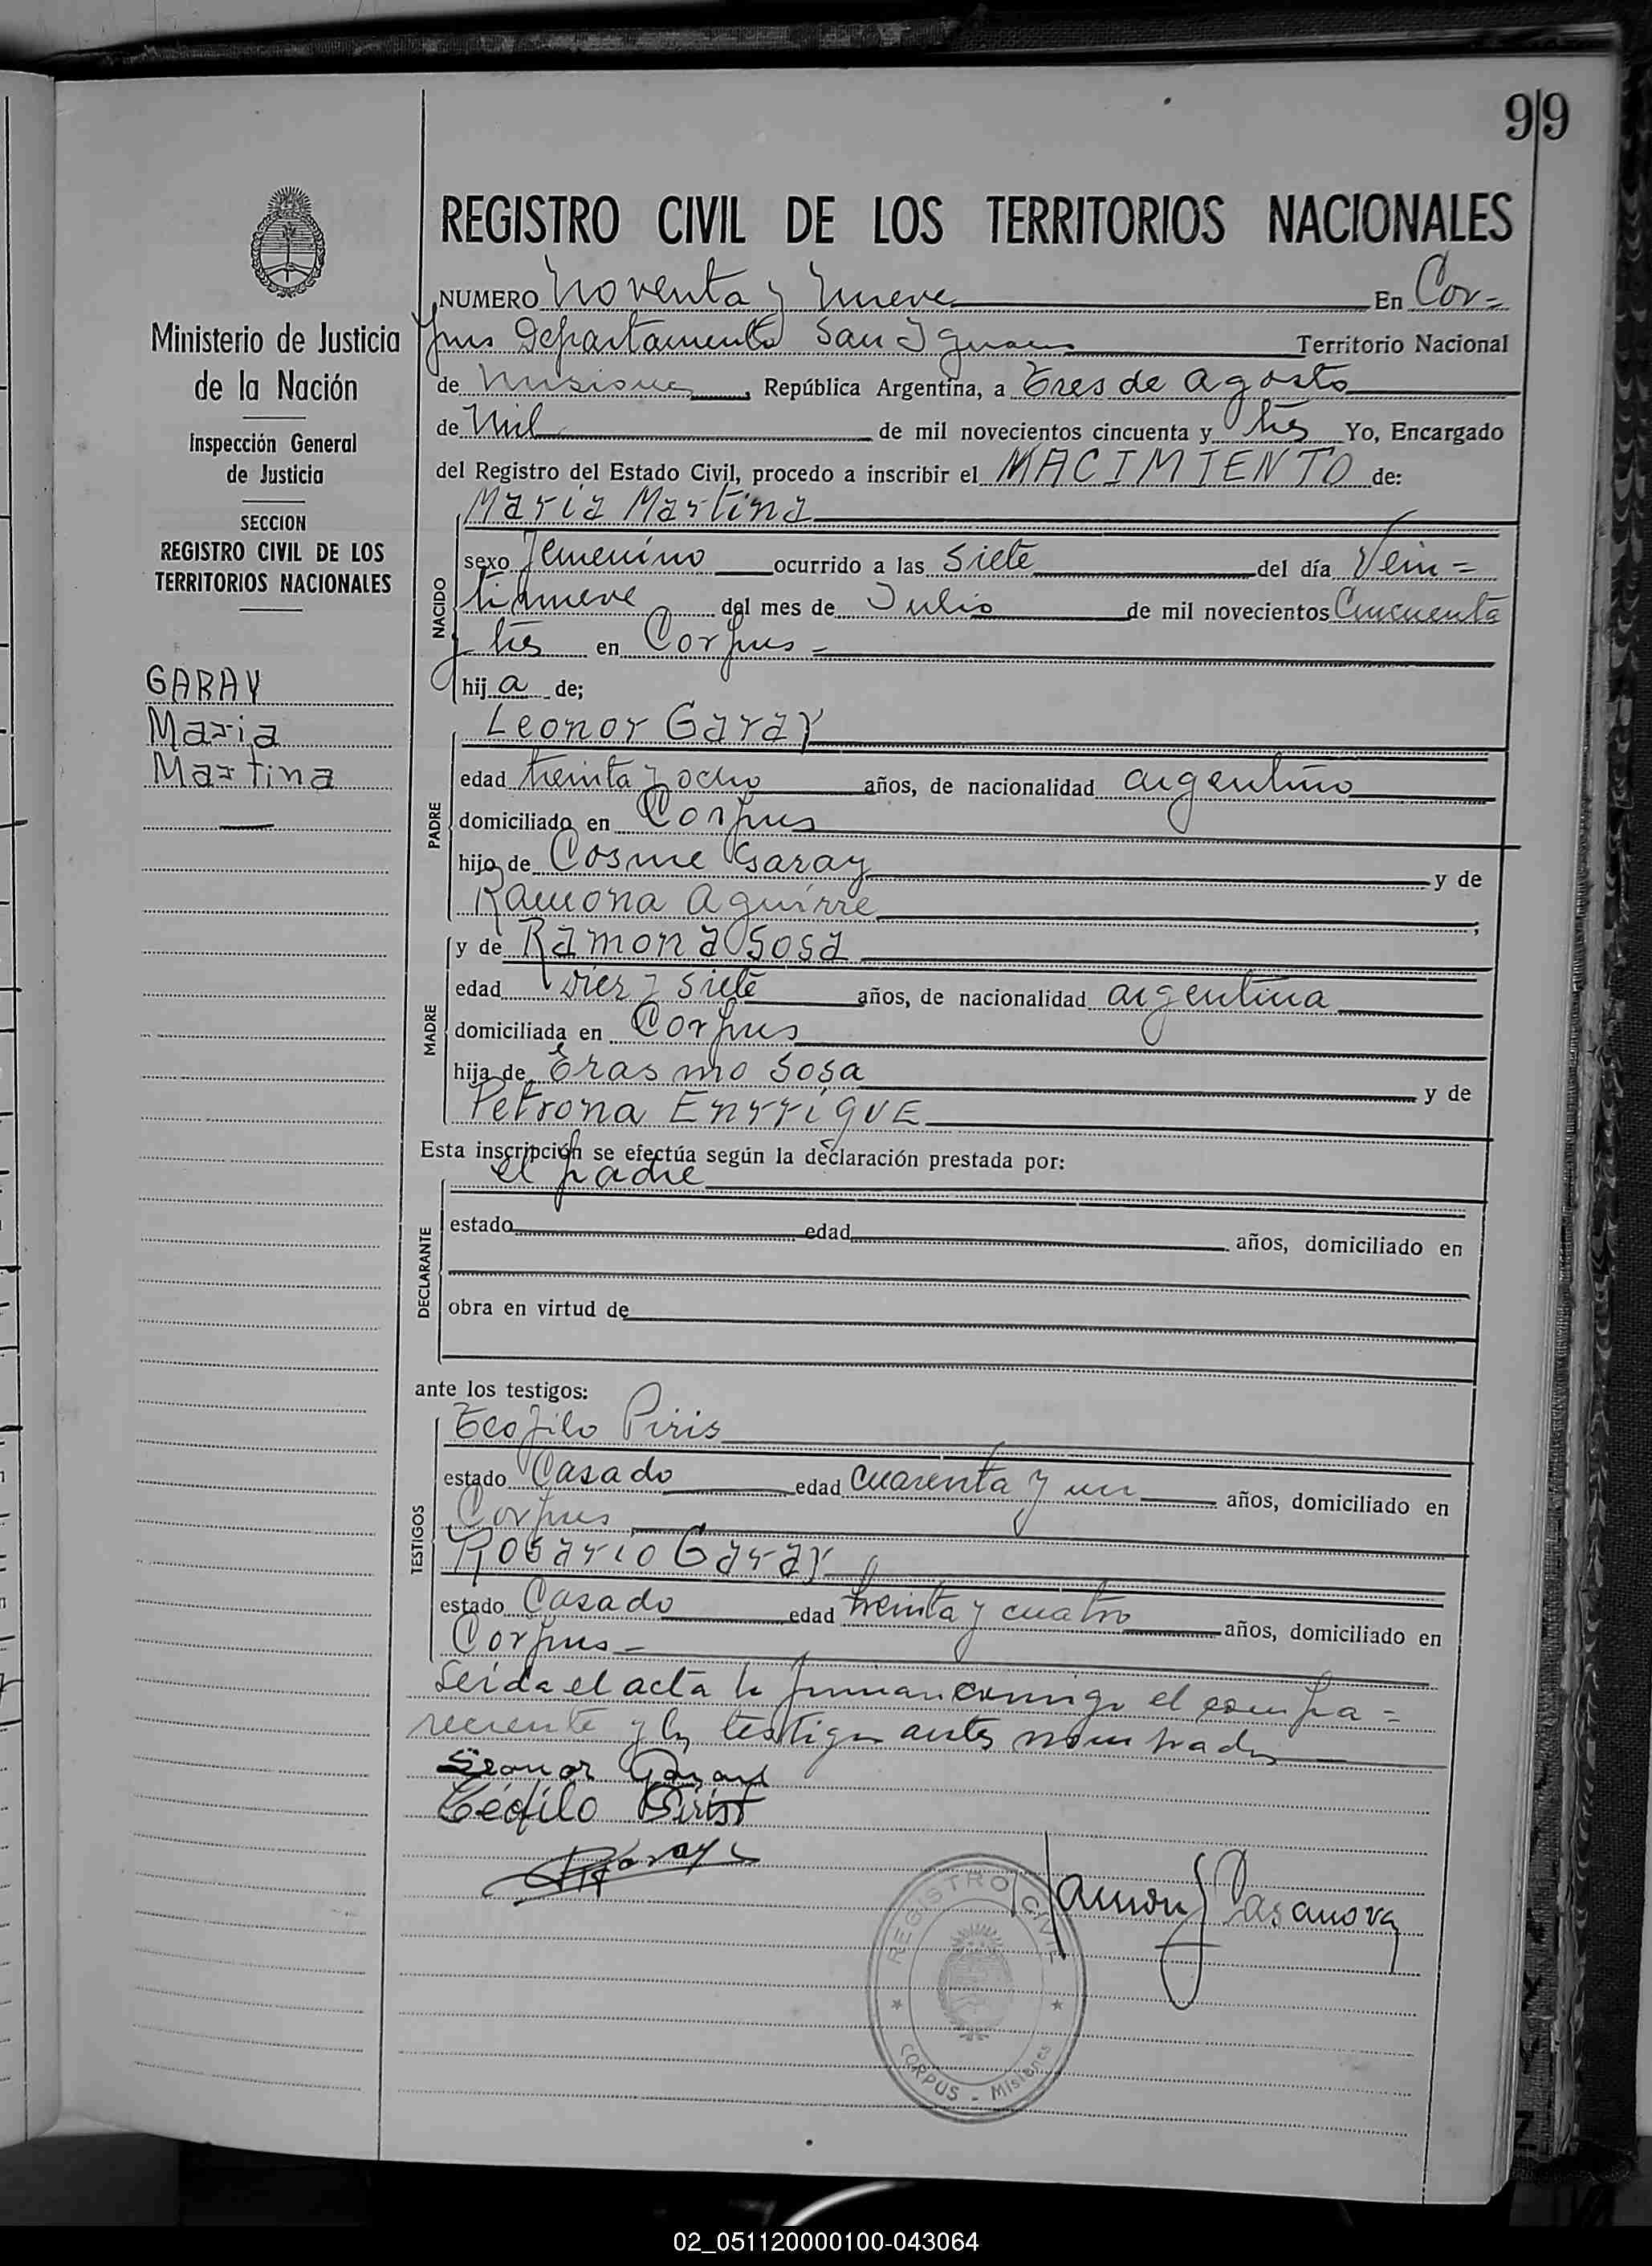 99
REGISTRO CIVIL DE LOS TERRITORIOS NACIONALES
Ministerio de Justicia
de la Nación
Inspección General
de Justicia
SECCION
REGISTRO CIVIL DE LOS
TERRITORIOS NACIONALES
GARAY
Maria
Martina
NUMERO Noventa y nueve En Cor=
pus Departamento San Ignacio Territorio Nacional
de Misiones, República Argentina, a Tres de agosto
de Mil de mil novecientos cincuenta y tres Yo, Encargado
del Registro del Estado Civil, procedo a inscribir el NACIMIENTO de:
NACIDO
Maria Martina
sexo femenino ocurrido a las siete del día Vein=
tinueve del mes de Julio de mil novecientos Cincuenta
y tres en Corpus =
hija de;
PADRE
Leonor Garay
edad treinta y ocho años, de nacionalidad argentino
domiciliado en Corpus
hijo de Cosme Garay y de
Ramona Aguirre ;
MADRE
y de Ramona Sosa
edad Diez y siete años, de nacionalidad argentina
domiciliada en Corpus
hija de Erasmo Sosa y de
Petrona EnrriqUE
Esta inscripción se efectúa según la declaración prestada por:
DECLARANTE
el padre
estado edad años, domiciliado en
obra en virtud de
ante los testigos:
TESTIGOS
Teofilo Piris
estado Casado edad cuarenta y un años, domiciliado en
Corpus
Rosario Garay
estado Casado edad treinta y cuatro años, domiciliado en
Corpus =
Leida el acta la firman conmigo el compa=
reciente y los testigos antes nombrados
Leonor Garay
Teófilo Pirist
RGaray
Ramon J Casanova
REGISTRO CIVIL
CORPUS - Misiones
02_051120000100-043064